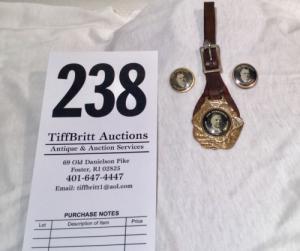 238
TiffBritt Auctions
Antique & Auction Services
69 Old Danielson Pike
Foster, RI 02825
401-647-4447
Email: tiffbritt1@aol.com
PURCHASE NOTES
Lot Description of Item Price